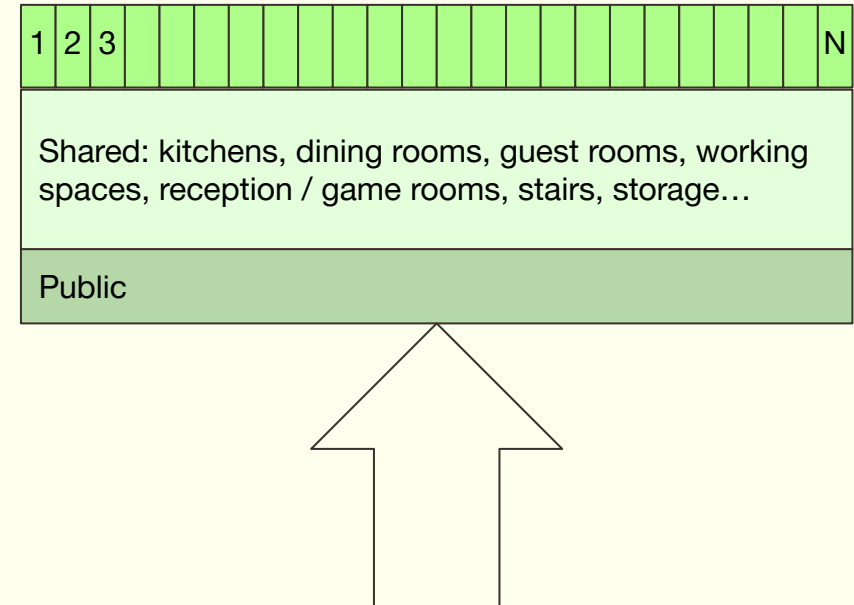 1 2 3 N
Shared: kitchens, dining rooms, guest rooms, working
spaces, reception / game rooms, stairs, storage…
Public